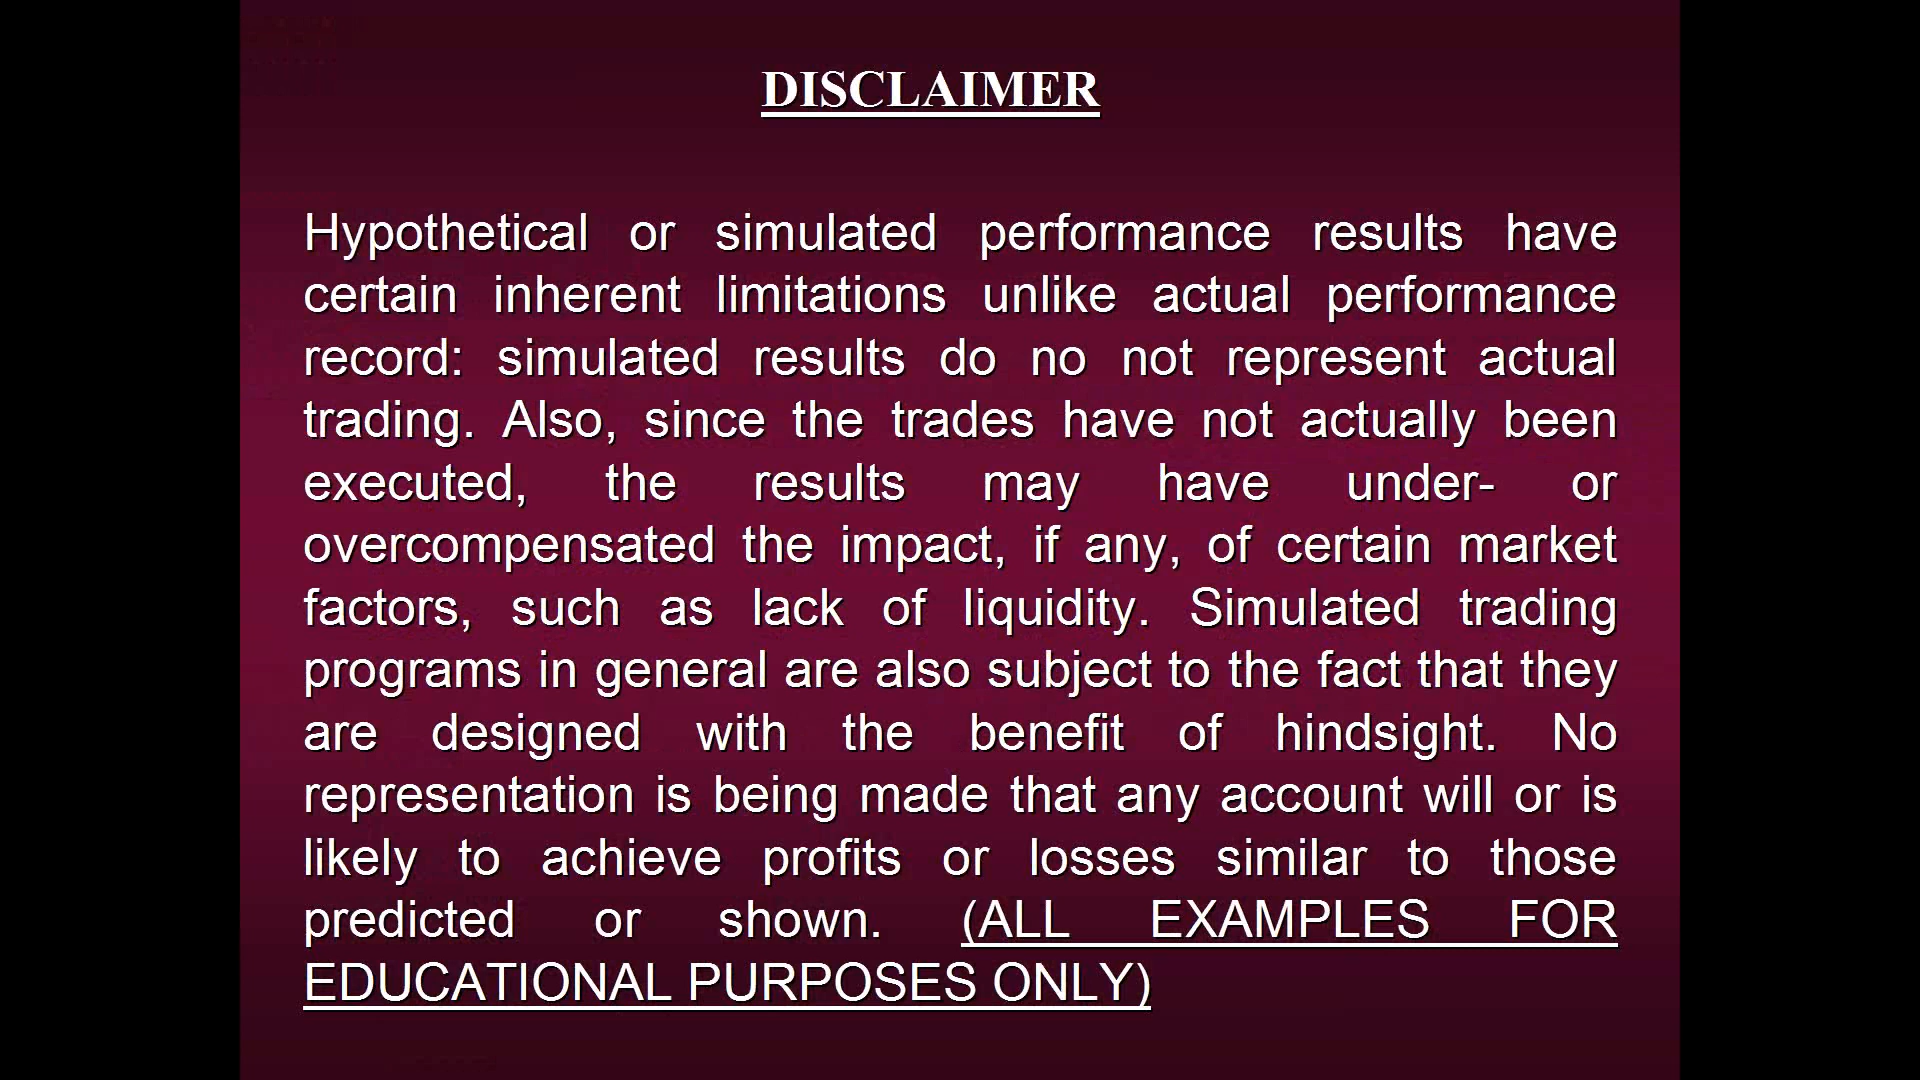 DISCLAIMER
Hypothetical or simulated performance results have
certain inherent limitations unlike actual performance
record: simulated results do no not represent actual
trading. Also, since the trades have not actually been
executed, the results may have under- or
overcompensated the impact, if any, of certain market
factors, such as lack of liquidity. Simulated trading
programs in general are also subject to the fact that they
are designed with the benefit of hindsight. No
representation is being made that any account will or is
likely to achieve profits or losses similar to those
predicted or shown. (ALL EXAMPLES FOR
EDUCATIONAL PURPOSES ONLY)